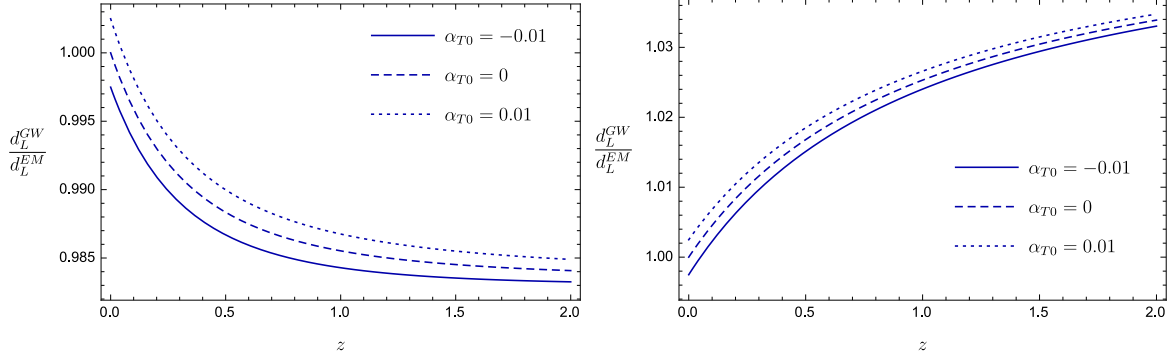 α_{T0} = −0.01
α_{T0} = 0
α_{T0} = 0.01
1.000
0.995
0.990
0.985
d_L^{GW}
d_L^{EM}
0.0 0.5 1.0 1.5 2.0
z
1.03
1.02
1.01
1.00
d_L^{GW}
d_L^{EM}
α_{T0} = −0.01
α_{T0} = 0
α_{T0} = 0.01
0.0 0.5 1.0 1.5 2.0
z